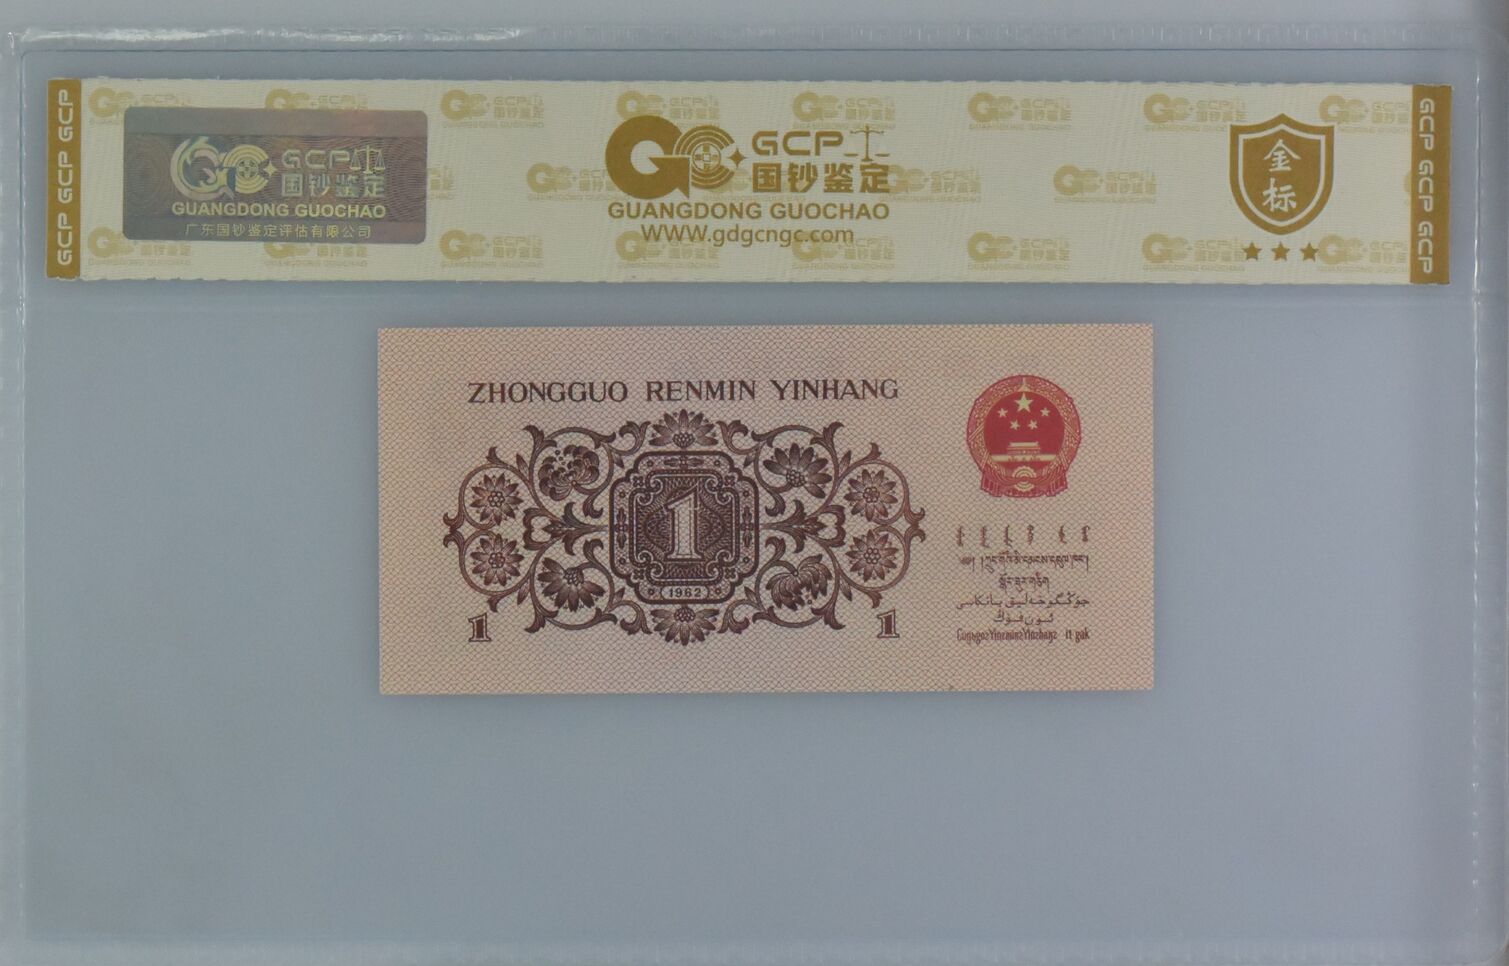 GCP GCP GCP
GCP
国钞鉴定
GUANGDONG GUOCHAO
广东国钞鉴定评估有限公司
GCP
国钞鉴定
GUANGDONG GUOCHAO
www.gdgcngc.com
金
标
GCP GCP GCP
ZHONGGUO RENMIN YINHANG
1
(1962)
1
1